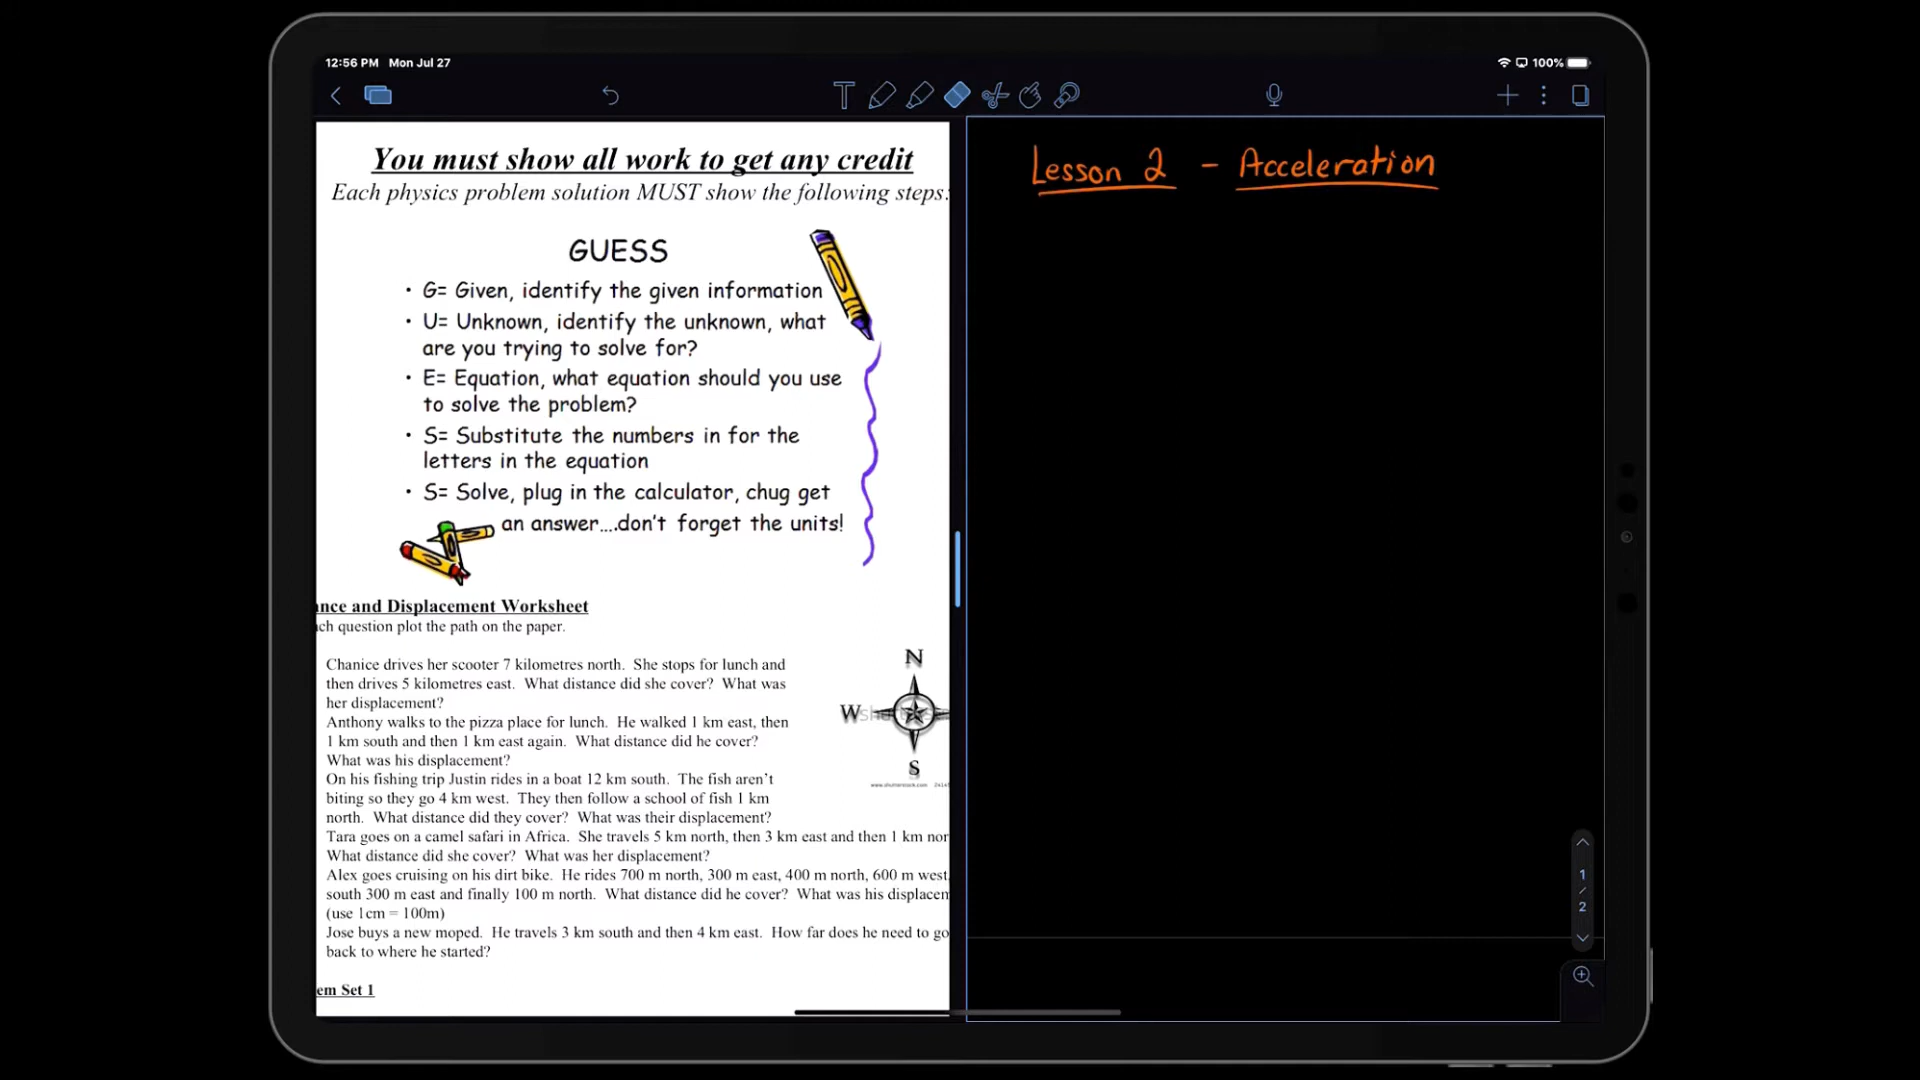 12:56 PM Mon Jul 27
100%
You must show all work to get any credit
Each physics problem solution MUST show the following steps:
GUESS
• G= Given, identify the given information
• U= Unknown, identify the unknown, what
are you trying to solve for?
• E= Equation, what equation should you use
to solve the problem?
• S= Substitute the numbers in for the
letters in the equation
• S= Solve, plug in the calculator, chug get
an answer....don't forget the units!
ance and Displacement Worksheet
ach question plot the path on the paper.
Chanice drives her scooter 7 kilometres north. She stops for lunch and
then drives 5 kilometres east. What distance did she cover? What was
her displacement?
Anthony walks to the pizza place for lunch. He walked 1 km east, then
1 km south and then 1 km east again. What distance did he cover?
What was his displacement?
On his fishing trip Justin rides in a boat 12 km south. The fish aren't
biting so they go 4 km west. They then follow a school of fish 1 km
north. What distance did they cover? What was their displacement?
Tara goes on a camel safari in Africa. She travels 5 km north, then 3 km east and then 1 km nor
What distance did she cover? What was her displacement?
Alex goes cruising on his dirt bike. He rides 700 m north, 300 m east, 400 m north, 600 m west,
south 300 m east and finally 100 m north. What distance did he cover? What was his displacem
(use 1cm = 100m)
Jose buys a new moped. He travels 3 km south and then 4 km east. How far does he need to go
back to where he started?
em Set 1
N
W
S
www.shutterstock.com
Lesson 2 - Acceleration
1
/
2